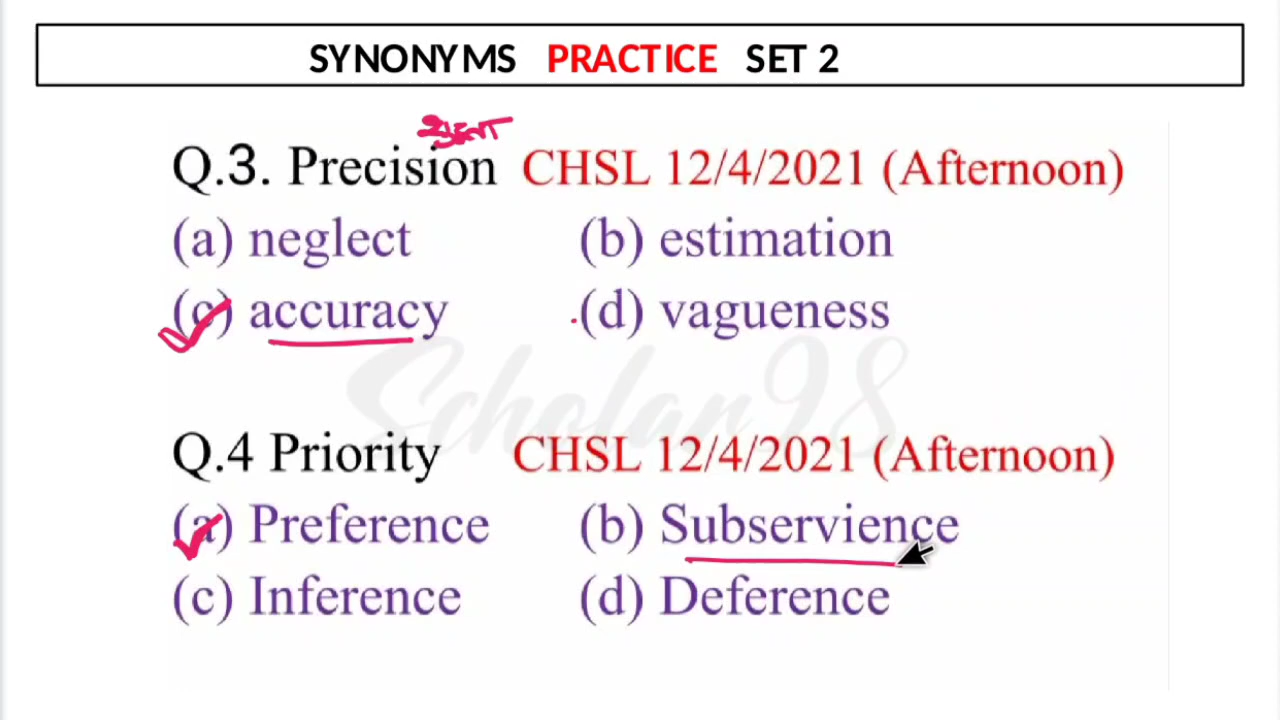 SYNONYMS PRACTICE SET 2
Q.3. Precision CHSL 12/4/2021 (Afternoon)
(a) neglect (b) estimation
(c) accuracy (d) vagueness
Scholar98
Q.4 Priority CHSL 12/4/2021 (Afternoon)
(a) Preference (b) Subservience
(c) Inference (d) Deference